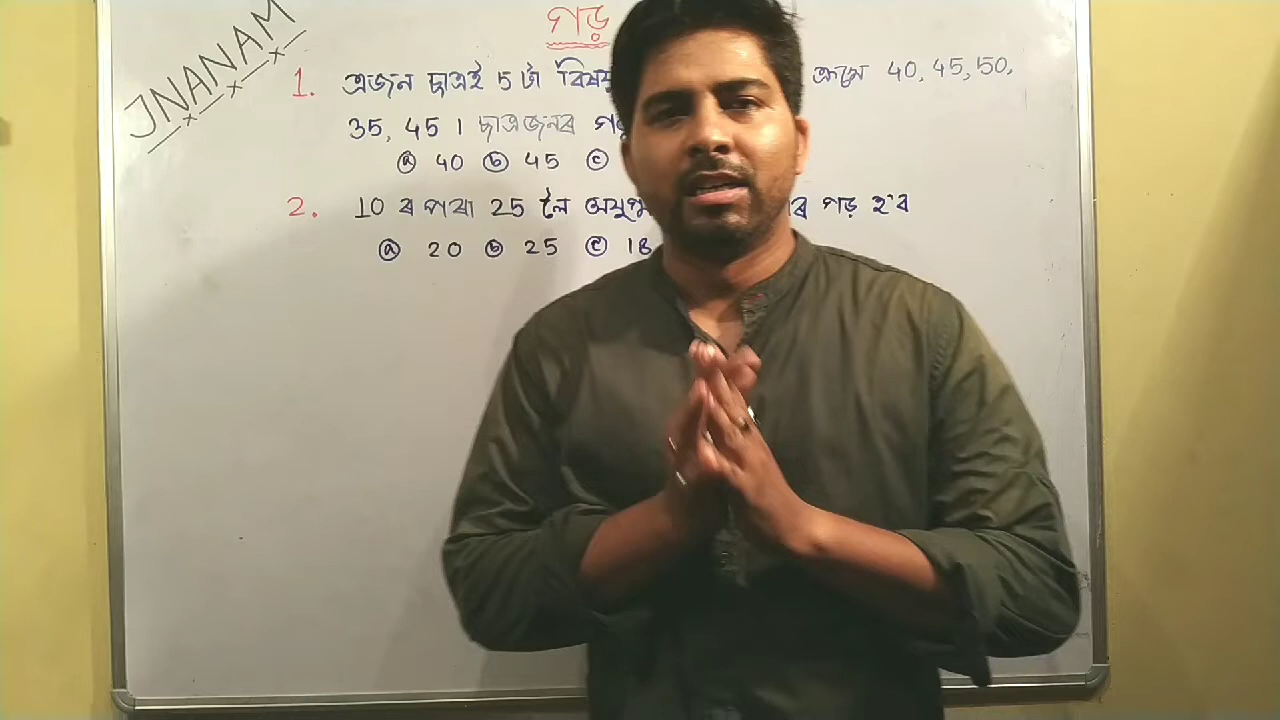 JNANAM
গড়
1. এজন ছাত্ৰই 5 টা বিষয় ক্ৰমে 40, 45, 50,
35, 45 । ছাত্ৰজনৰ গড়
ⓐ 40 ⓑ 45 ⓒ
2. 10 ৰ পৰা 25 লৈ গড় হ'ব
ⓐ 20 ⓑ 25 ⓒ 18